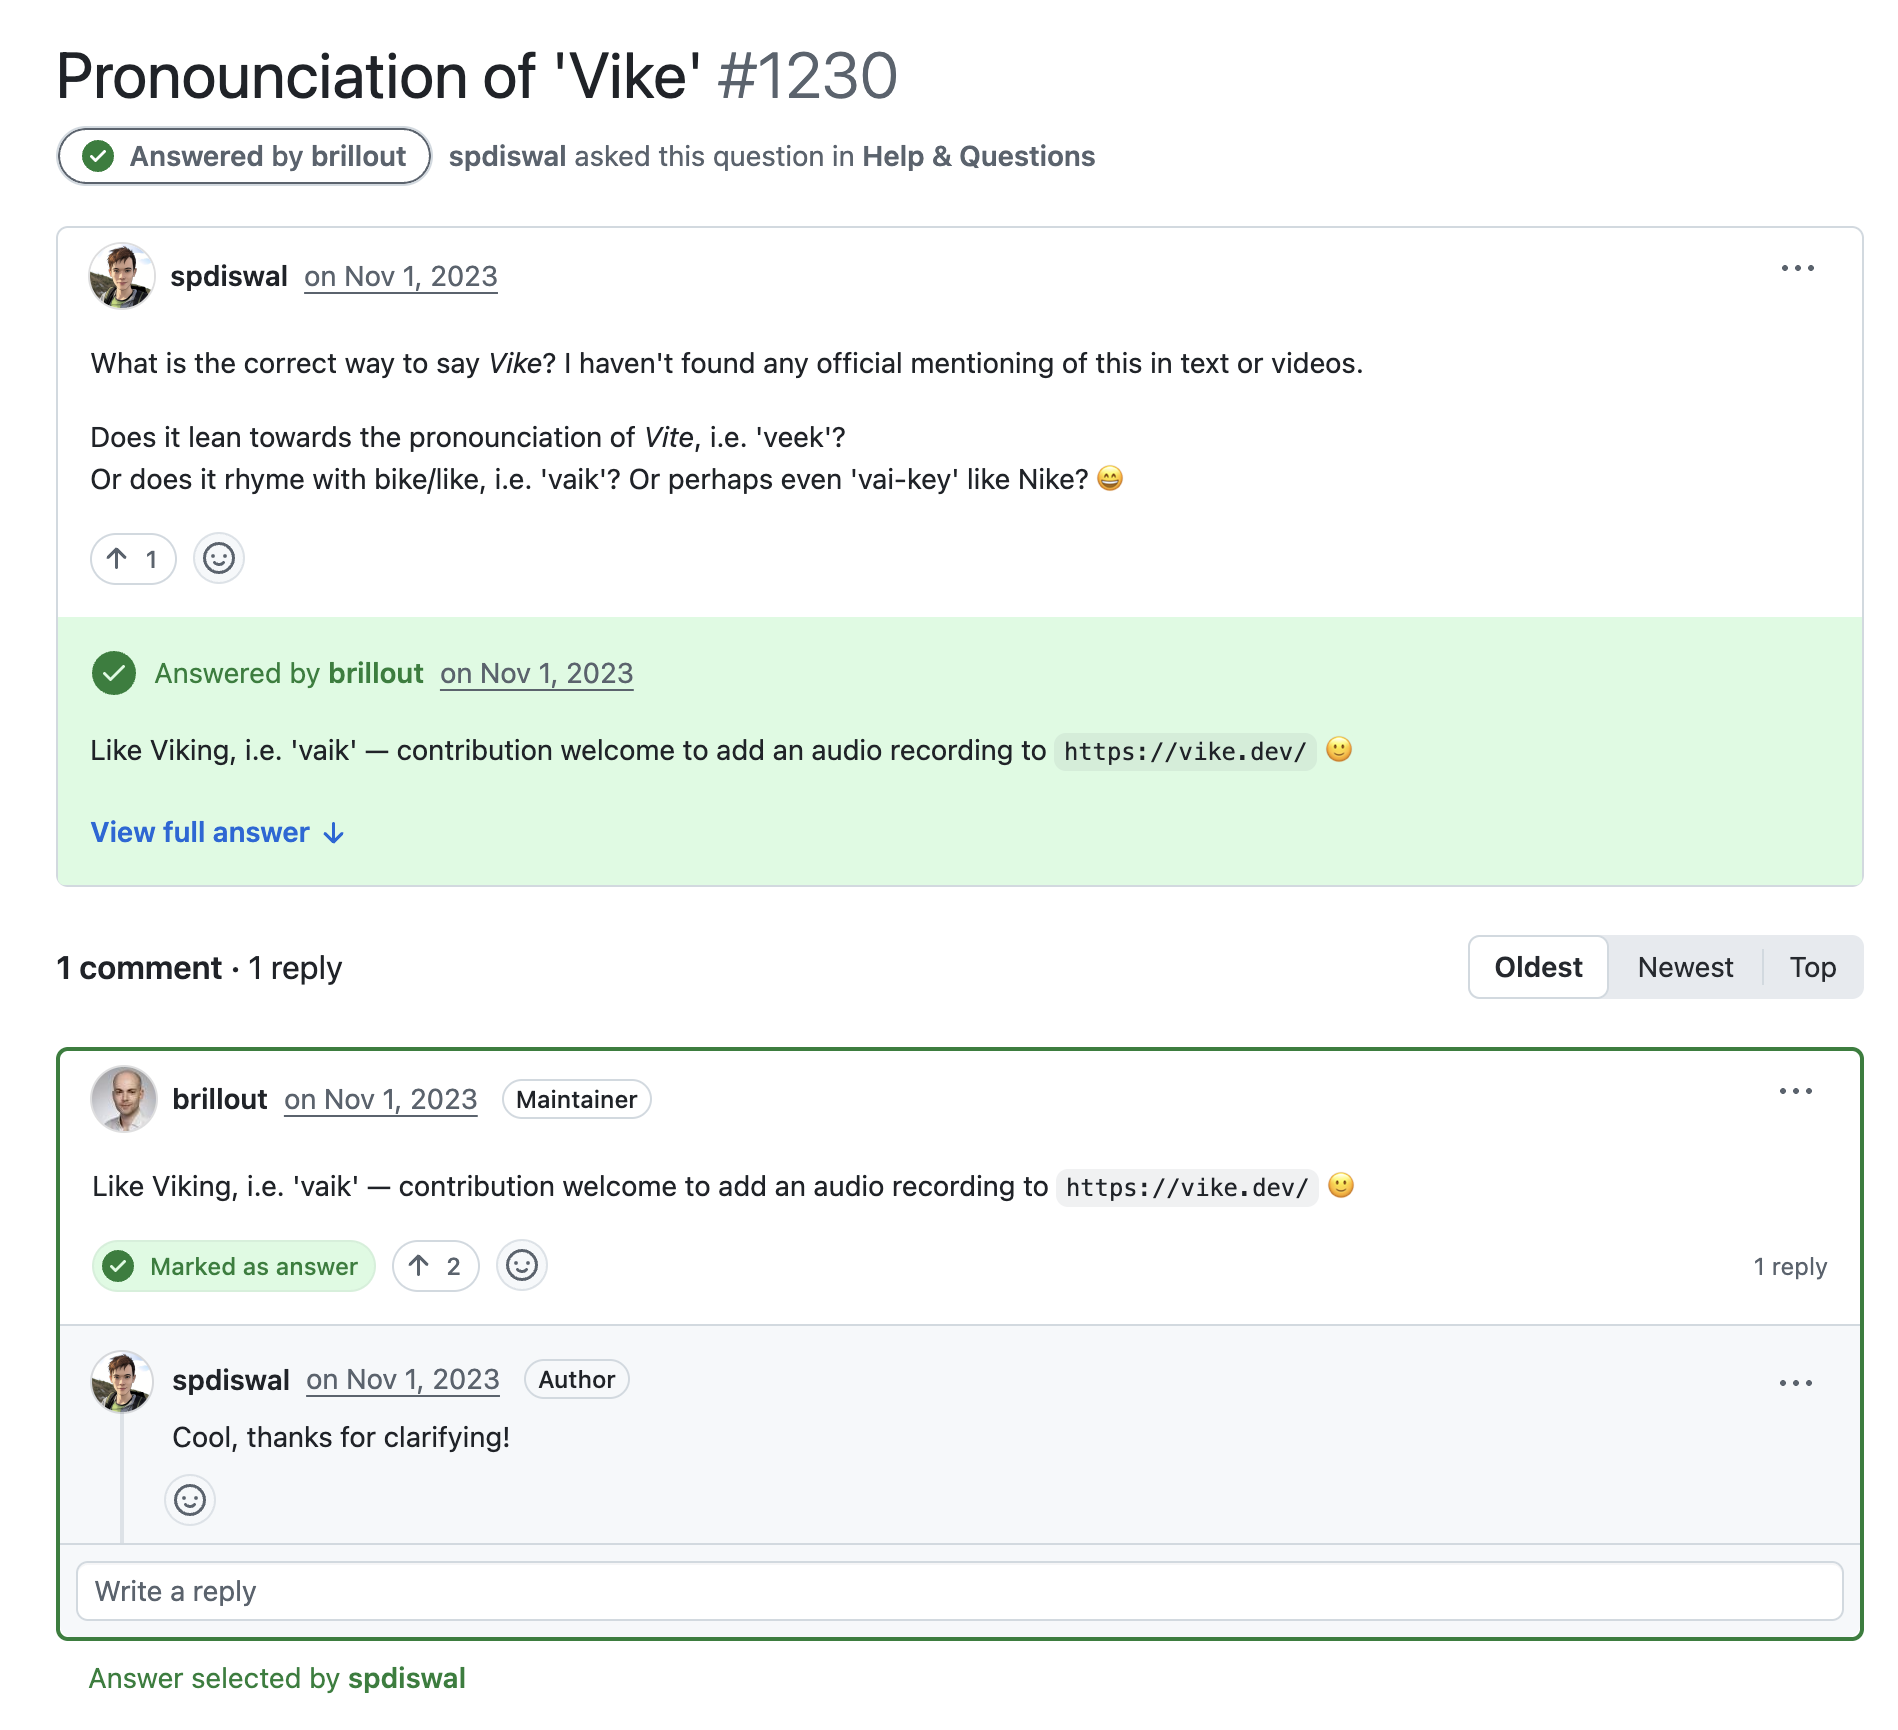 Pronounciation of 'Vike' #1230
Answered by brillout spdiswal asked this question in Help & Questions
spdiswal on Nov 1, 2023
What is the correct way to say Vike? I haven't found any official mentioning of this in text or videos.
Does it lean towards the pronounciation of Vite, i.e. 'veek'?
Or does it rhyme with bike/like, i.e. 'vaik'? Or perhaps even 'vai-key' like Nike? 😄
↑ 1
Answered by brillout on Nov 1, 2023
Like Viking, i.e. 'vaik' — contribution welcome to add an audio recording to https://vike.dev/ 🙂
View full answer ↓
1 comment · 1 reply
Oldest Newest Top
brillout on Nov 1, 2023 Maintainer
Like Viking, i.e. 'vaik' — contribution welcome to add an audio recording to https://vike.dev/ 🙂
Marked as answer ↑ 2 1 reply
spdiswal on Nov 1, 2023 Author
Cool, thanks for clarifying!
Write a reply
Answer selected by spdiswal